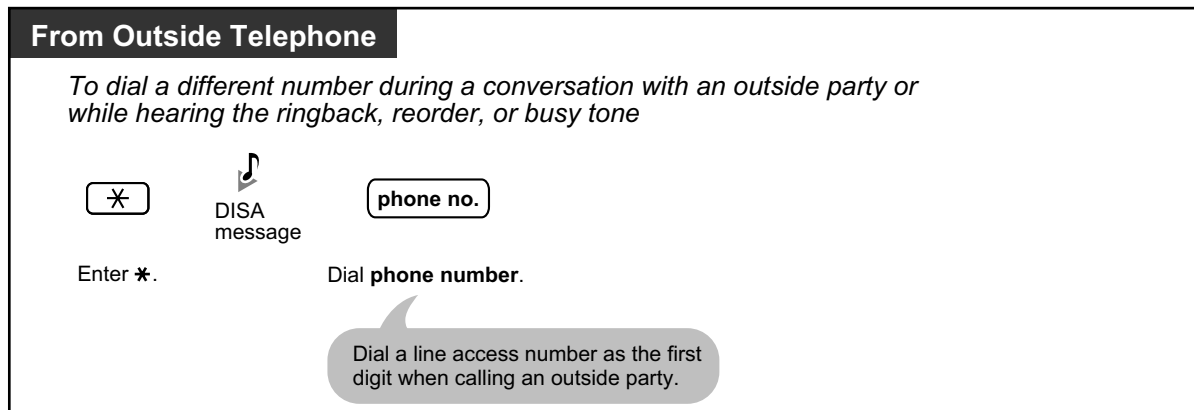 From Outside Telephone
To dial a different number during a conversation with an outside party or
while hearing the ringback, reorder, or busy tone
* phone no.
DISA
message
Enter *. Dial phone number.
Dial a line access number as the first
digit when calling an outside party.